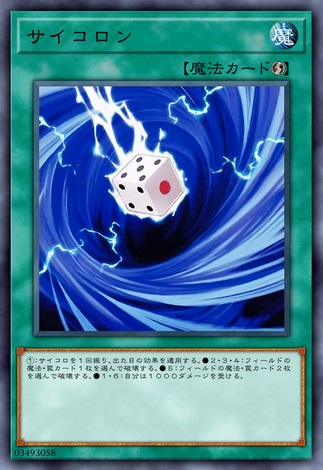 サイコロン
魔
【魔法カード】
①:サイコロを1回振り、出た目の効果を適用する。●2・3・4:フィールドの
魔法・罠カード1枚を選んで破壊する。●5:フィールドの魔法・罠カード2枚
を選んで破壊する。●1・6:自分は1000ダメージを受ける。
03493058